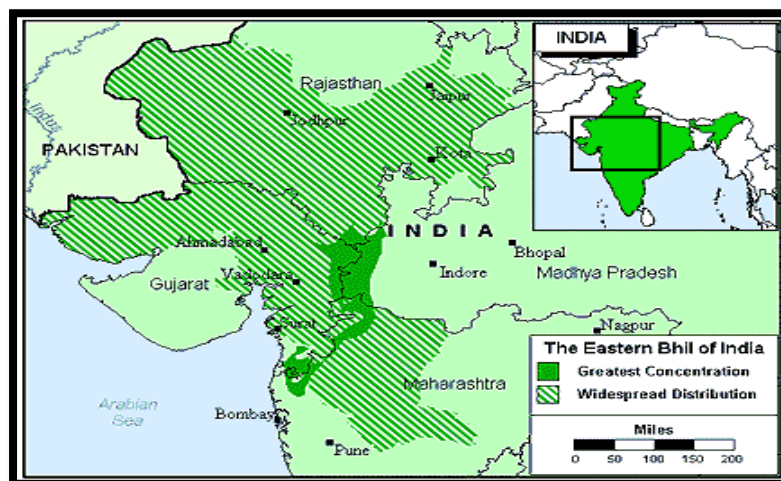 INDIA
Rajasthan
Jaipur
Jodhpur
Indus
PAKISTAN
Kota
INDIA
Ahmadabad
Bhopal
Indore
Madhya Pradesh
Vadodara
Gujarat
Surat
Nagpur
The Eastern Bhil of India
Greatest Concentration
Widespread Distribution
Maharashtra
Arabian
Sea
Bombay
Pune
Miles
0 50 100 150 200